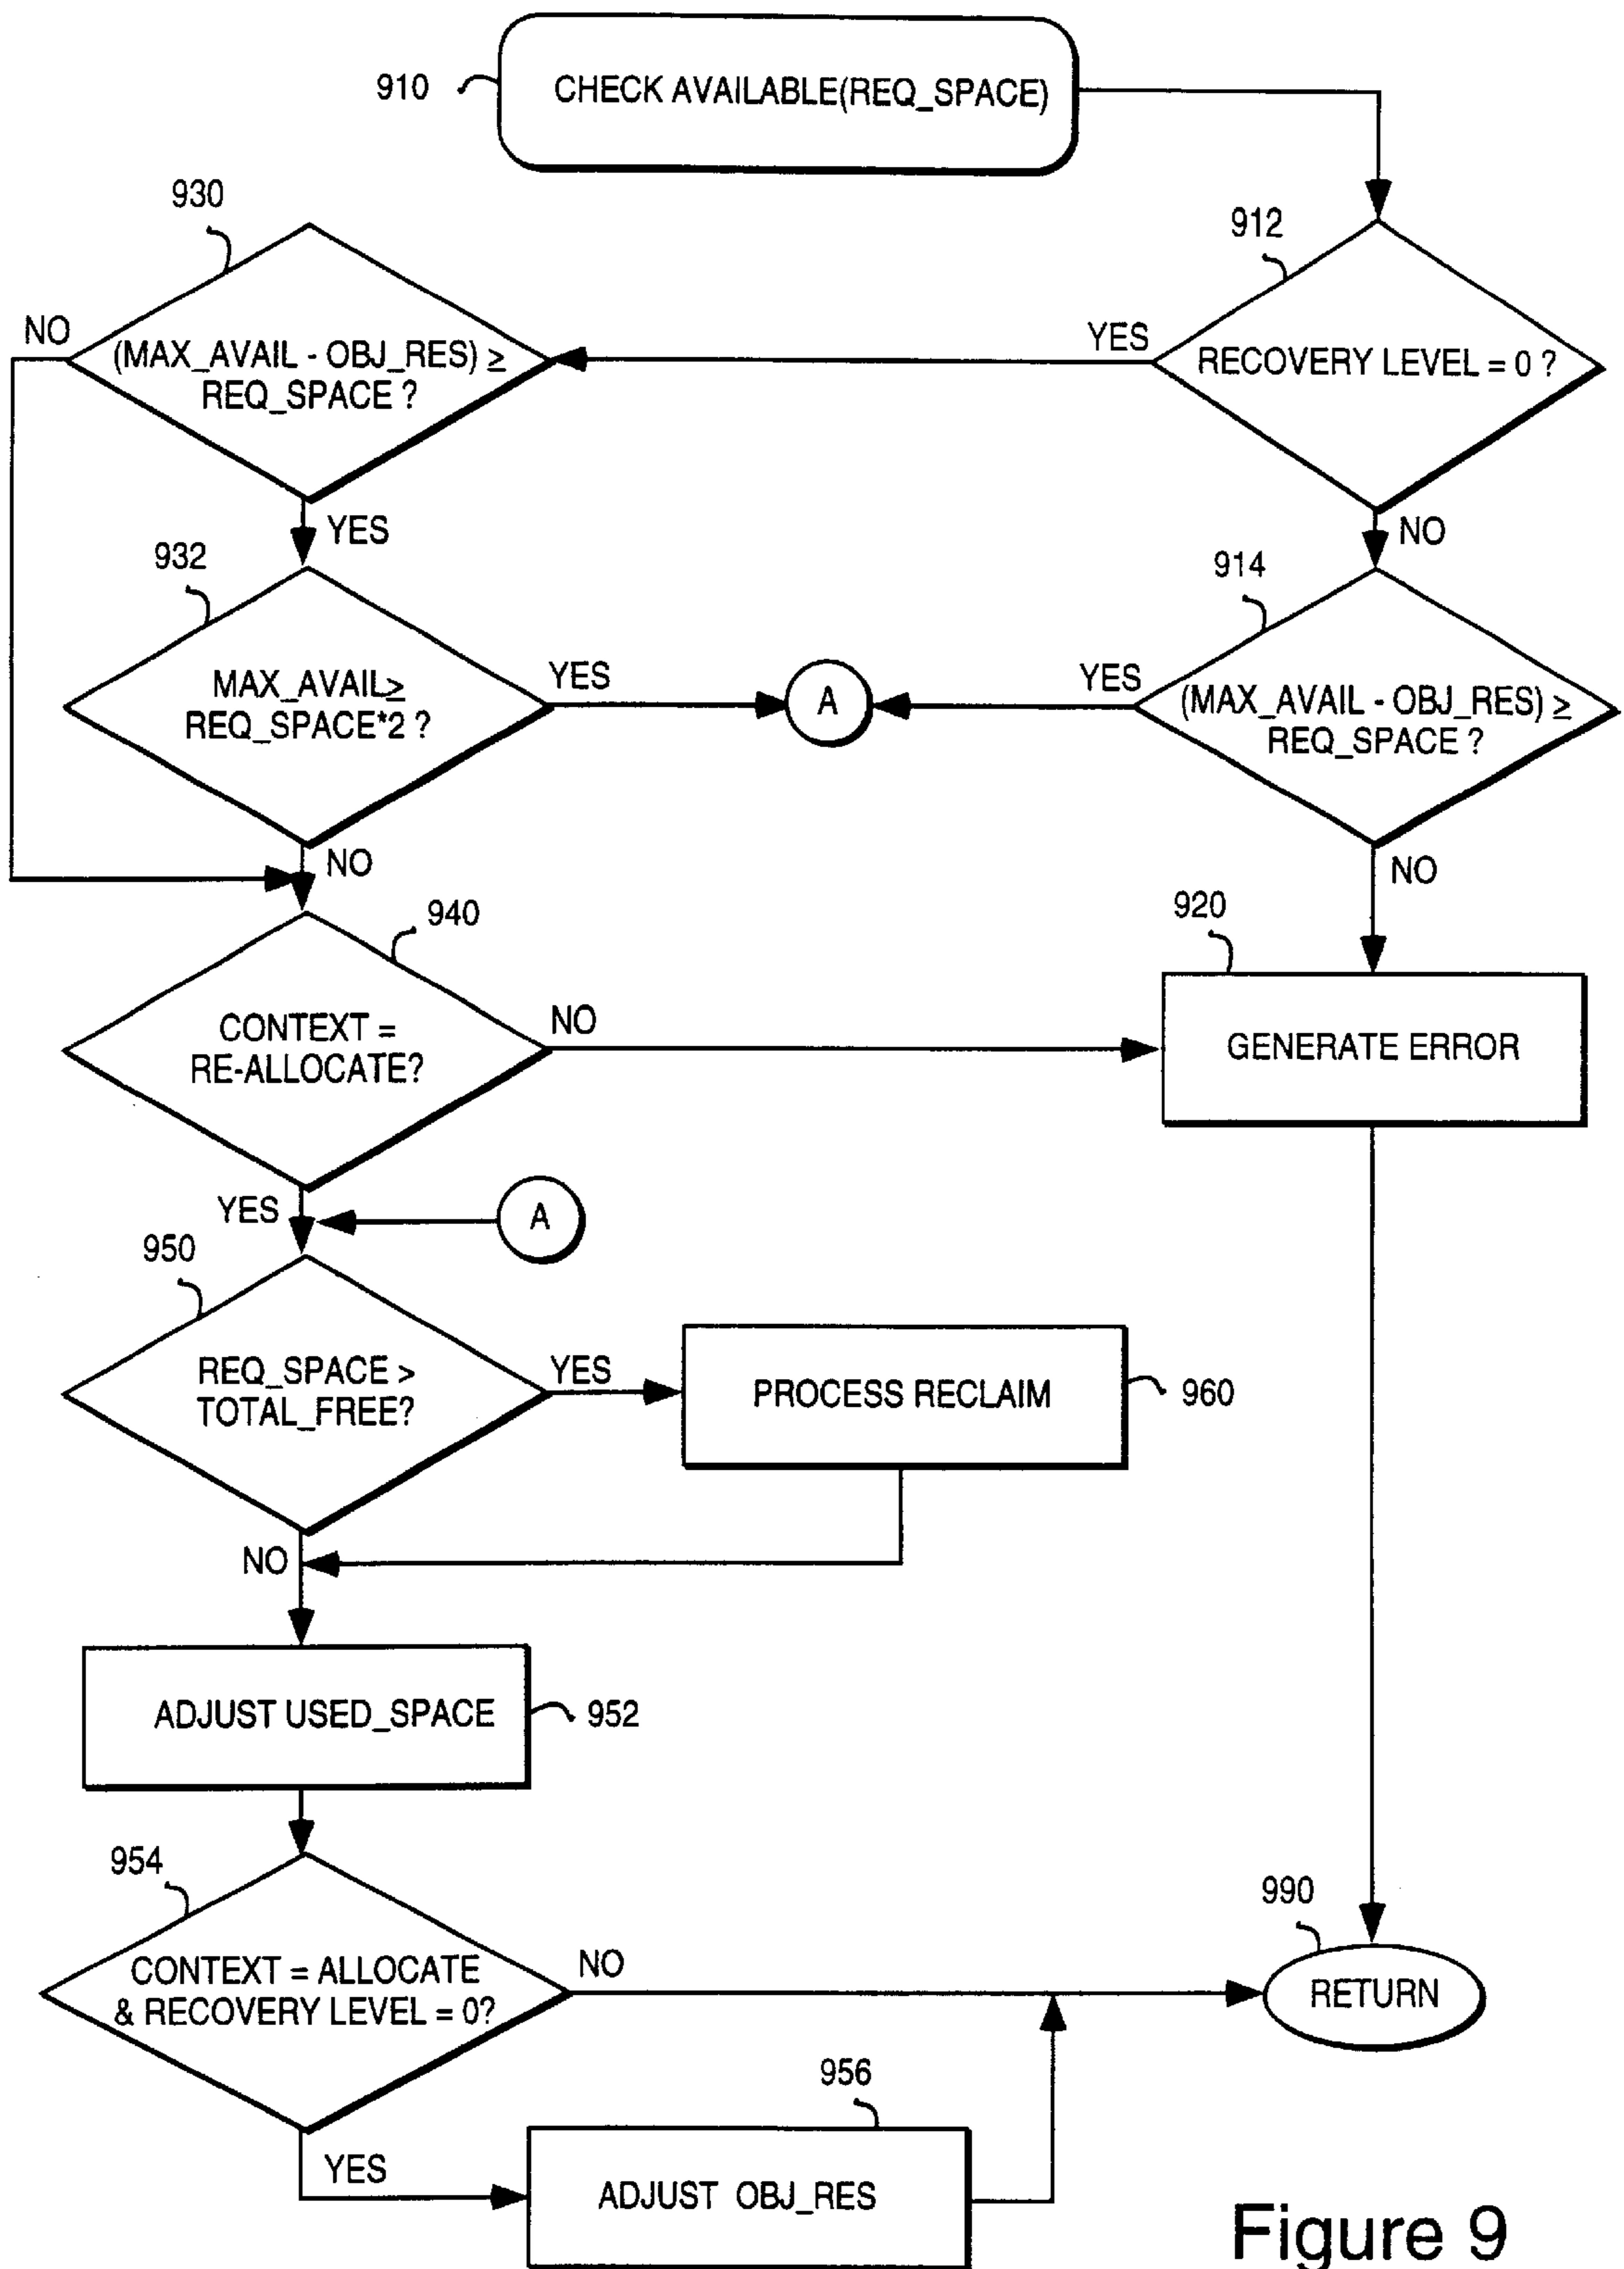 910
CHECK AVAILABLE(REQ_SPACE)
930
912
NO
(MAX_AVAIL - OBJ_RES) ≥
REQ_SPACE ?
YES
RECOVERY LEVEL = 0 ?
YES
NO
932
914
MAX_AVAIL≥
REQ_SPACE*2 ?
YES
A
YES
(MAX_AVAIL - OBJ_RES) ≥
REQ_SPACE ?
NO
NO
940
920
CONTEXT =
RE-ALLOCATE?
NO
GENERATE ERROR
YES
A
950
REQ_SPACE >
TOTAL_FREE?
YES
PROCESS RECLAIM
960
NO
ADJUST USED_SPACE
952
954
990
CONTEXT = ALLOCATE
& RECOVERY LEVEL = 0?
NO
RETURN
956
YES
ADJUST OBJ_RES
Figure 9